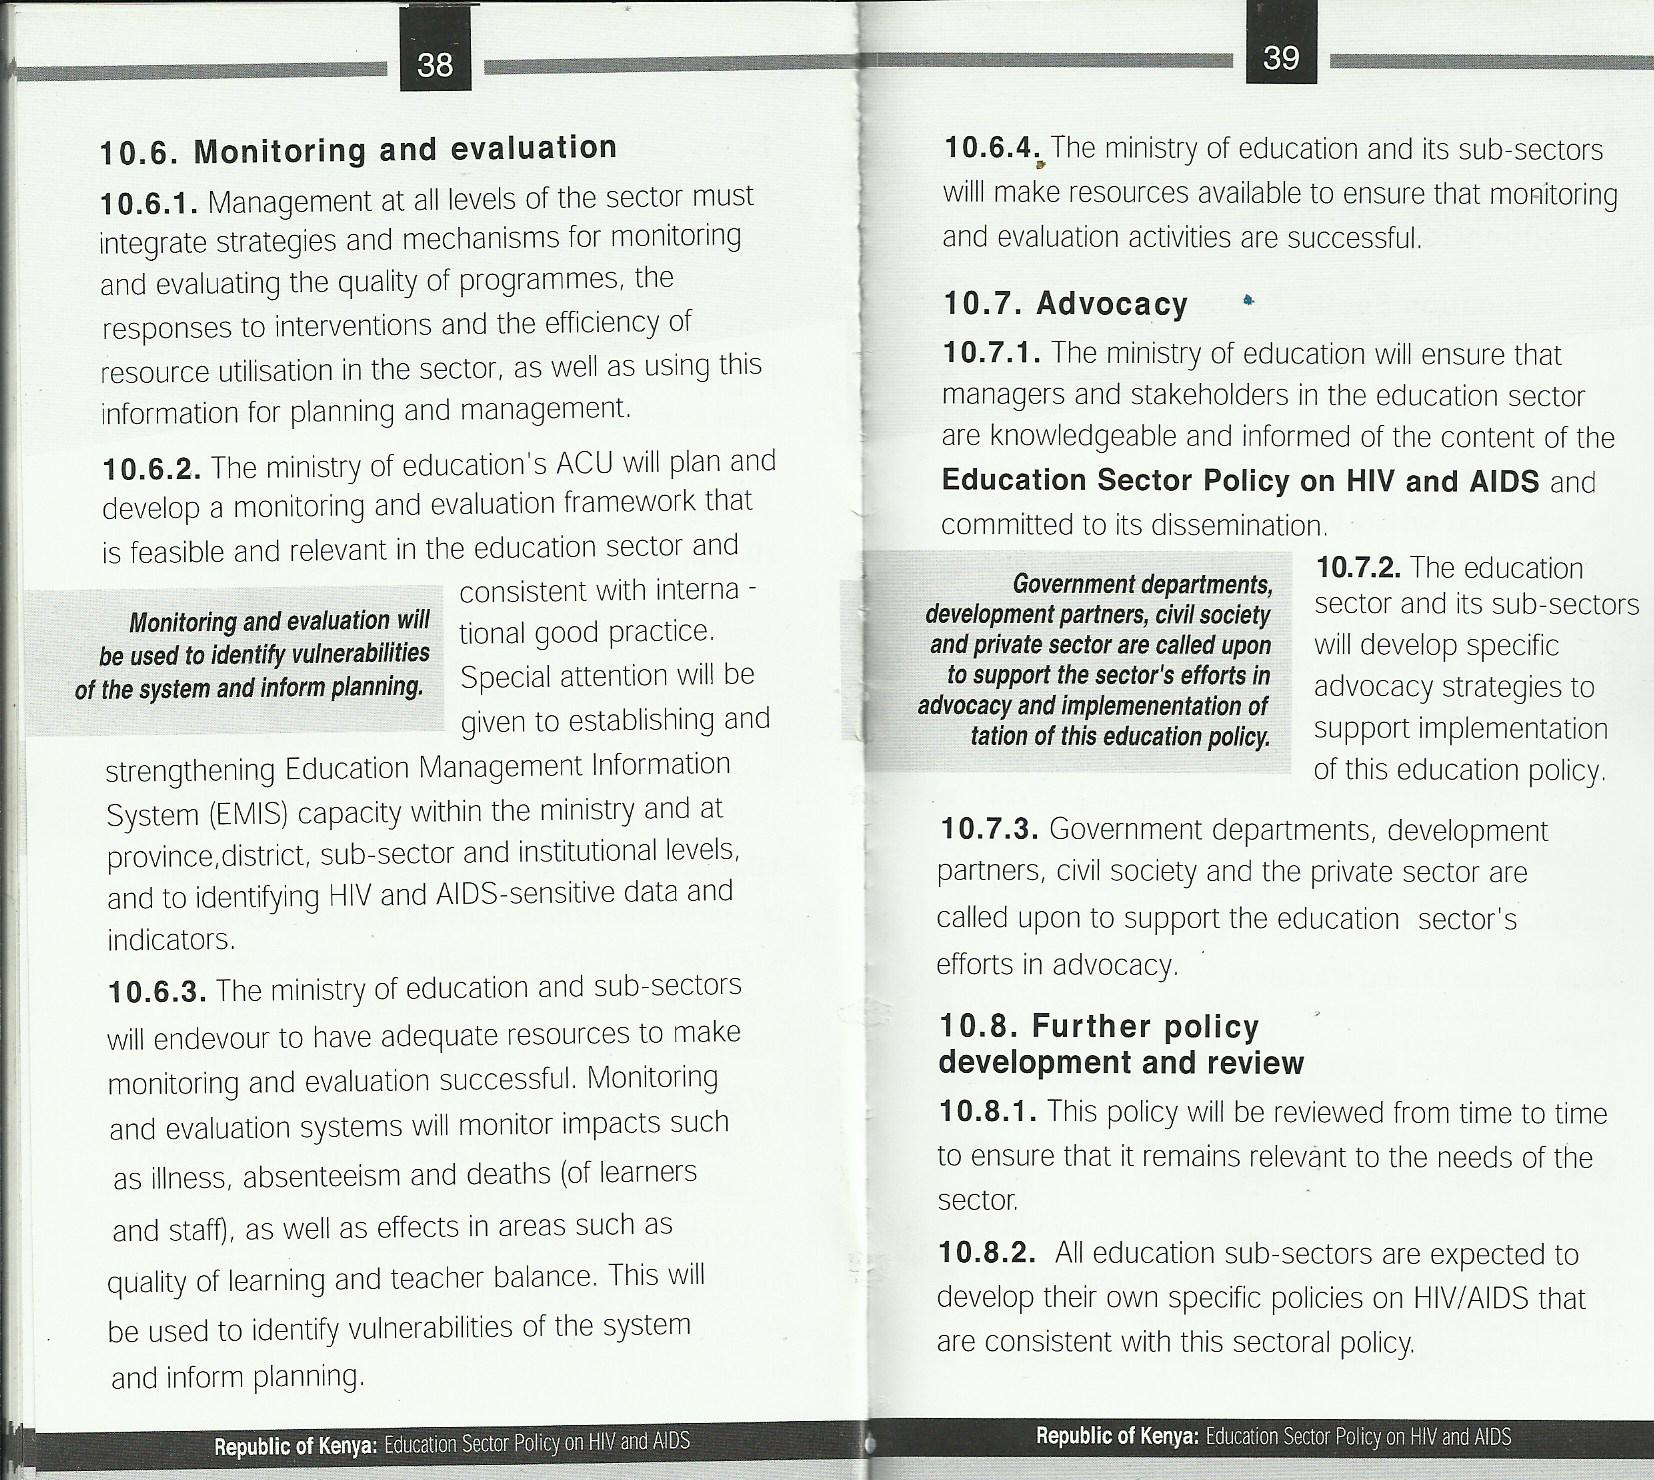 38
10.6. Monitoring and evaluation
10.6.1. Management at all levels of the sector must
integrate strategies and mechanisms for monitoring
and evaluating the quality of programmes, the
responses to interventions and the efficiency of
resource utilisation in the sector, as well as using this
information for planning and management.
10.6.2. The ministry of education's ACU will plan and
develop a monitoring and evaluation framework that
is feasible and relevant in the education sector and
consistent with interna -
tional good practice.
Special attention will be
given to establishing and
Monitoring and evaluation will
be used to identify vulnerabilities
of the system and inform planning.
strengthening Education Management Information
System (EMIS) capacity within the ministry and at
province,district, sub-sector and institutional levels,
and to identifying HIV and AIDS-sensitive data and
indicators.
10.6.3. The ministry of education and sub-sectors
will endevour to have adequate resources to make
monitoring and evaluation successful. Monitoring
and evaluation systems will monitor impacts such
as illness, absenteeism and deaths (of learners
and staff), as well as effects in areas such as
quality of learning and teacher balance. This will
be used to identify vulnerabilities of the system
and inform planning.
Republic of Kenya: Education Sector Policy on HIV and AIDS
39
10.6.4. The ministry of education and its sub-sectors
willl make resources available to ensure that monitoring
and evaluation activities are successful.
10.7. Advocacy
10.7.1. The ministry of education will ensure that
managers and stakeholders in the education sector
are knowledgeable and informed of the content of the
Education Sector Policy on HIV and AIDS and
committed to its dissemination.
Government departments,
development partners, civil society
and private sector are called upon
to support the sector's efforts in
advocacy and implemenentation of
tation of this education policy.
10.7.2. The education
sector and its sub-sectors
will develop specific
advocacy strategies to
support implementation
of this education policy.
10.7.3. Government departments, development
partners, civil society and the private sector are
called upon to support the education sector's
efforts in advocacy.
10.8. Further policy
development and review
10.8.1. This policy will be reviewed from time to time
to ensure that it remains relevant to the needs of the
sector.
10.8.2. All education sub-sectors are expected to
develop their own specific policies on HIV/AIDS that
are consistent with this sectoral policy.
Republic of Kenya: Education Sector Policy on HIV and AIDS